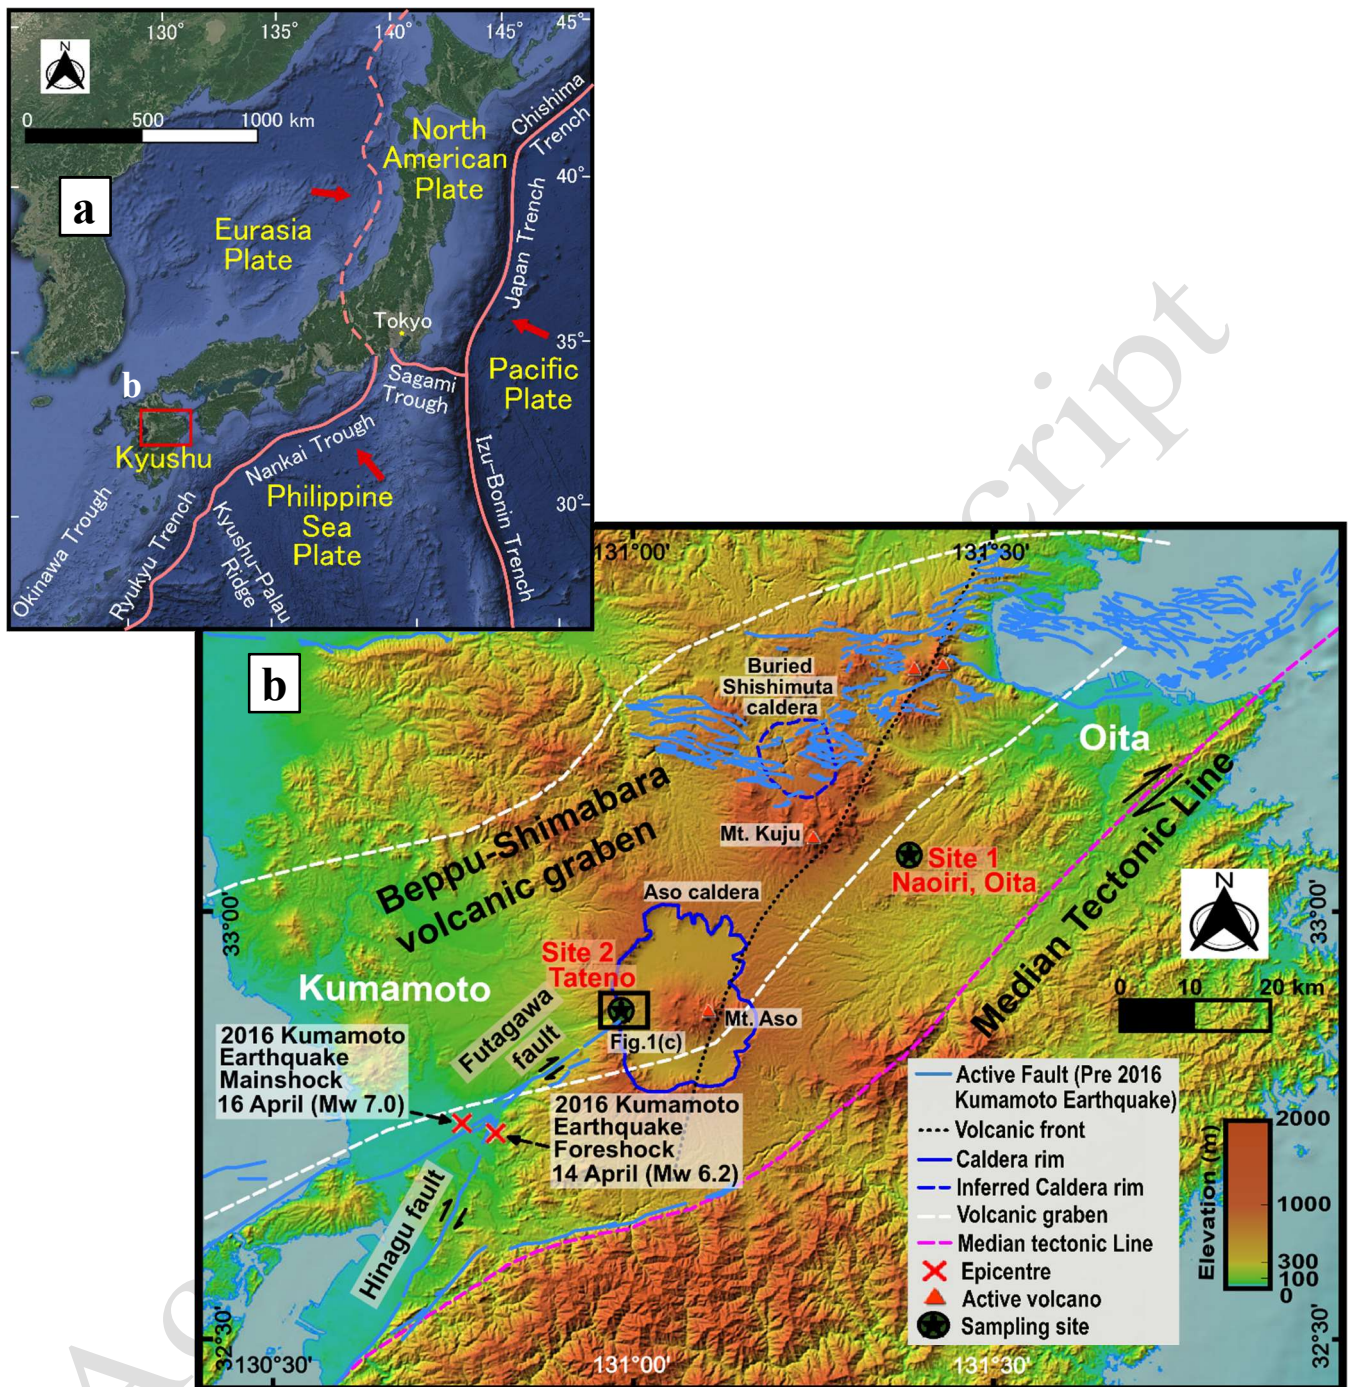 130°
135°
140°
145°
45°
N
0
500
1000 km
Chishima
Trench
North
American
Plate
40°
a
Eurasia
Plate
Japan Trench
Tokyo
35°
Pacific
Plate
Sagami
Trough
b
Kyushu
Nankai Trough
Izu-Bonin Trench
Philippine
Sea
Plate
30°
Okinawa Trough
Ryukyu Trench
Kyushu-Palau
Ridge
131°00'
131°30'
b
Buried
Shishimuta
caldera
Oita
Beppu-Shimabara
volcanic graben
Mt. Kuju
Site 1
Naoiri, Oita
Median Tectonic Line
N
Aso caldera
33°00'
33°00'
Site 2
Tateno
Kumamoto
0
10
20 km
Mt. Aso
Fig.1(c)
Futagawa
fault
2016 Kumamoto
Earthquake
Mainshock
16 April (Mw 7.0)
2016 Kumamoto
Earthquake
Foreshock
14 April (Mw 6.2)
Hinagu fault
Active Fault (Pre 2016
Kumamoto Earthquake)
Volcanic front
Caldera rim
Inferred Caldera rim
Volcanic graben
Median tectonic Line
Epicentre
Active volcano
Sampling site
Elevation (m)
2000
1000
300
100
0
32°30'
32°30'
130°30'
131°00'
131°30'
cript